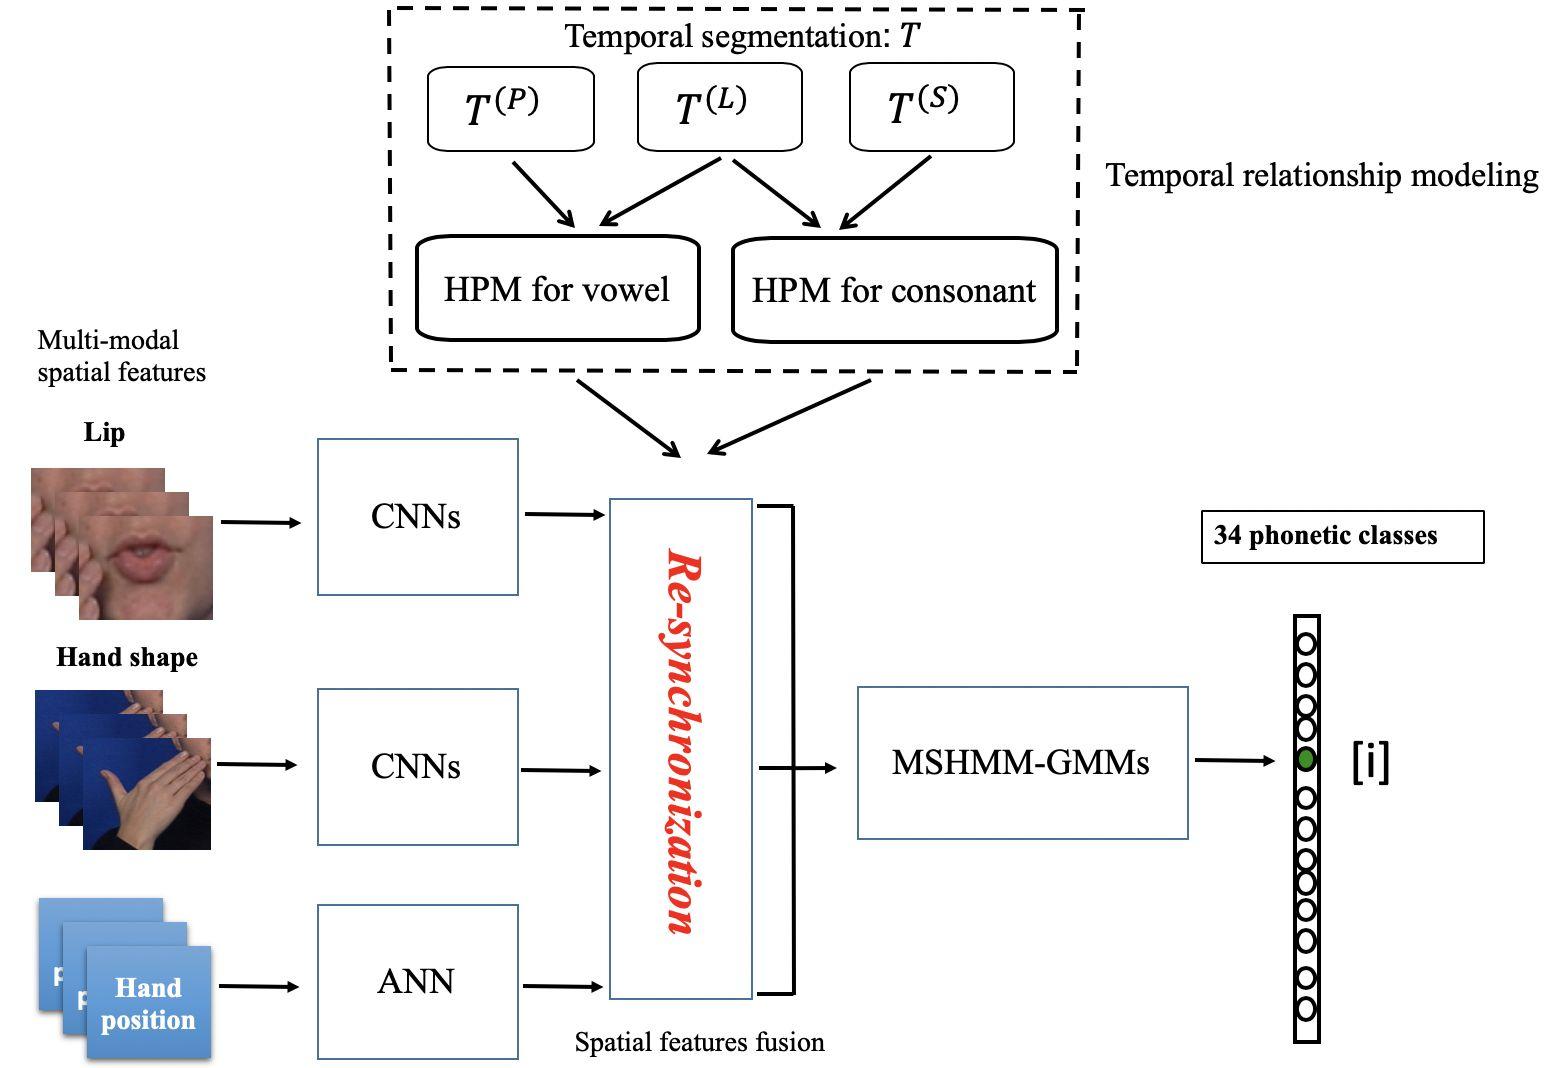 Temporal segmentation: T
T(P)
T(L)
T(S)
Temporal relationship modeling
HPM for vowel
HPM for consonant
Multi-modal
spatial features
Lip
CNNs
Re-synchronization
34 phonetic classes
Hand shape
CNNs
MSHMM-GMMs
[i]
p
p
Hand
position
ANN
Spatial features fusion